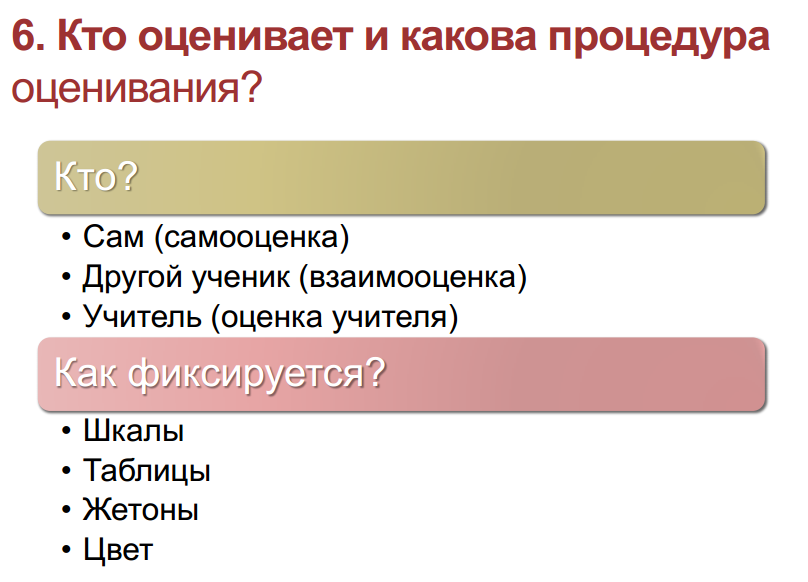 6. Кто оценивает и какова процедура
оценивания?
Кто?
• Сам (самооценка)
• Другой ученик (взаимооценка)
• Учитель (оценка учителя)
Как фиксируется?
• Шкалы
• Таблицы
• Жетоны
• Цвет